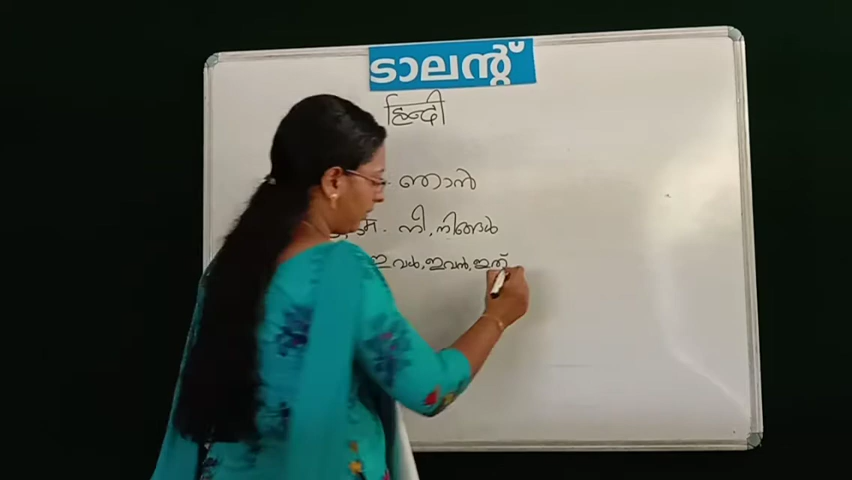 ടാലന്റ്
हिन्दी
ഞാൻ
തൂम. നീ, നിങ്ങൾ
ഇവൾ, ഇവൻ, ഇത്